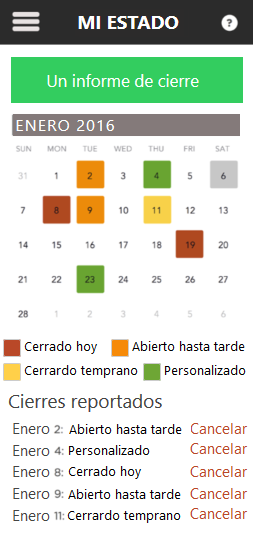 MI ESTADO ?
Un informe de cierre
ENERO 2016
SUN MON TUE WED THU FRI SAT
31 1 2 3 4 5 6
7 8 9 10 11 12 13
14 15 16 17 18 19 20
21 22 23 24 25 26 27
28 1 2 3 4 5 6
Cerrado hoy Abierto hasta tarde
Cerrardo temprano Personalizado
Cierres reportados
Enero 2: Abierto hasta tarde Cancelar
Enero 4: Personalizado Cancelar
Enero 8: Cerrado hoy Cancelar
Enero 9: Abierto hasta tarde Cancelar
Enero 11: Cerrardo temprano Cancelar